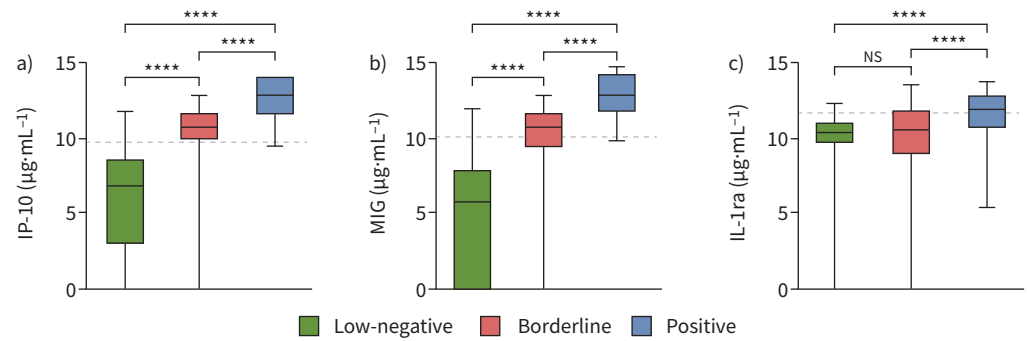 **** **** ****
a) **** b) **** c) ****
**** **** NS
15 15 15
10 10 10
5 5 5
0 0 0
IP-10 (µg·mL⁻¹) MIG (µg·mL⁻¹) IL-1ra (µg·mL⁻¹)
Low-negative Borderline Positive